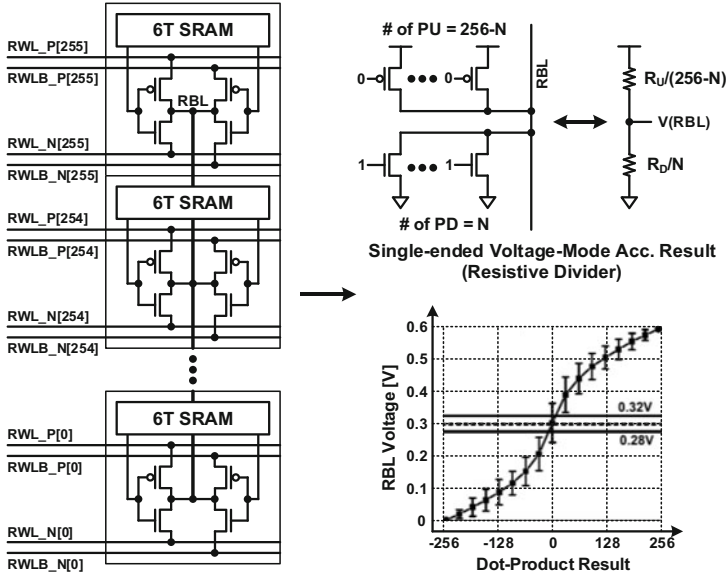 6T SRAM
RWL_P[255]
RWLB_P[255]
RBL
RWL_N[255]
RWLB_N[255]
6T SRAM
RWL_P[254]
RWLB_P[254]
RWL_N[254]
RWLB_N[254]
6T SRAM
RWL_P[0]
RWLB_P[0]
RWL_N[0]
RWLB_N[0]
# of PU = 256-N
RBL
0
0
1
1
# of PD = N
RU/(256-N)
V(RBL)
RD/N
Single-ended Voltage-Mode Acc. Result
(Resistive Divider)
RBL Voltage [V]
0.6
0.5
0.4
0.3
0.2
0.1
0
0.32V
0.28V
-256
-128
0
128
256
Dot-Product Result